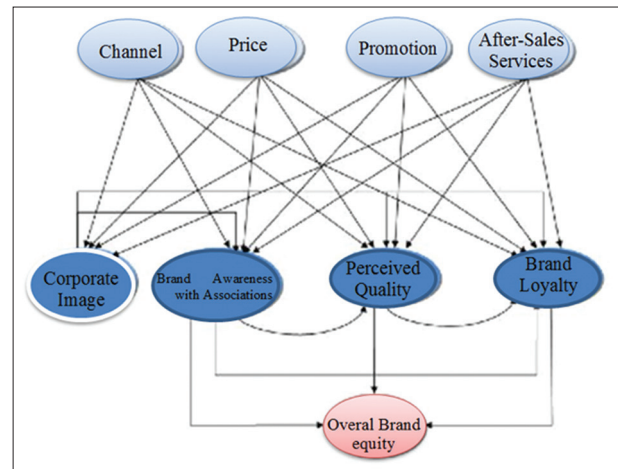 Channel
Price
Promotion
After-Sales
Services
Corporate
Image
Brand Awareness
with Associations
Perceived
Quality
Brand
Loyalty
Overal Brand
equity